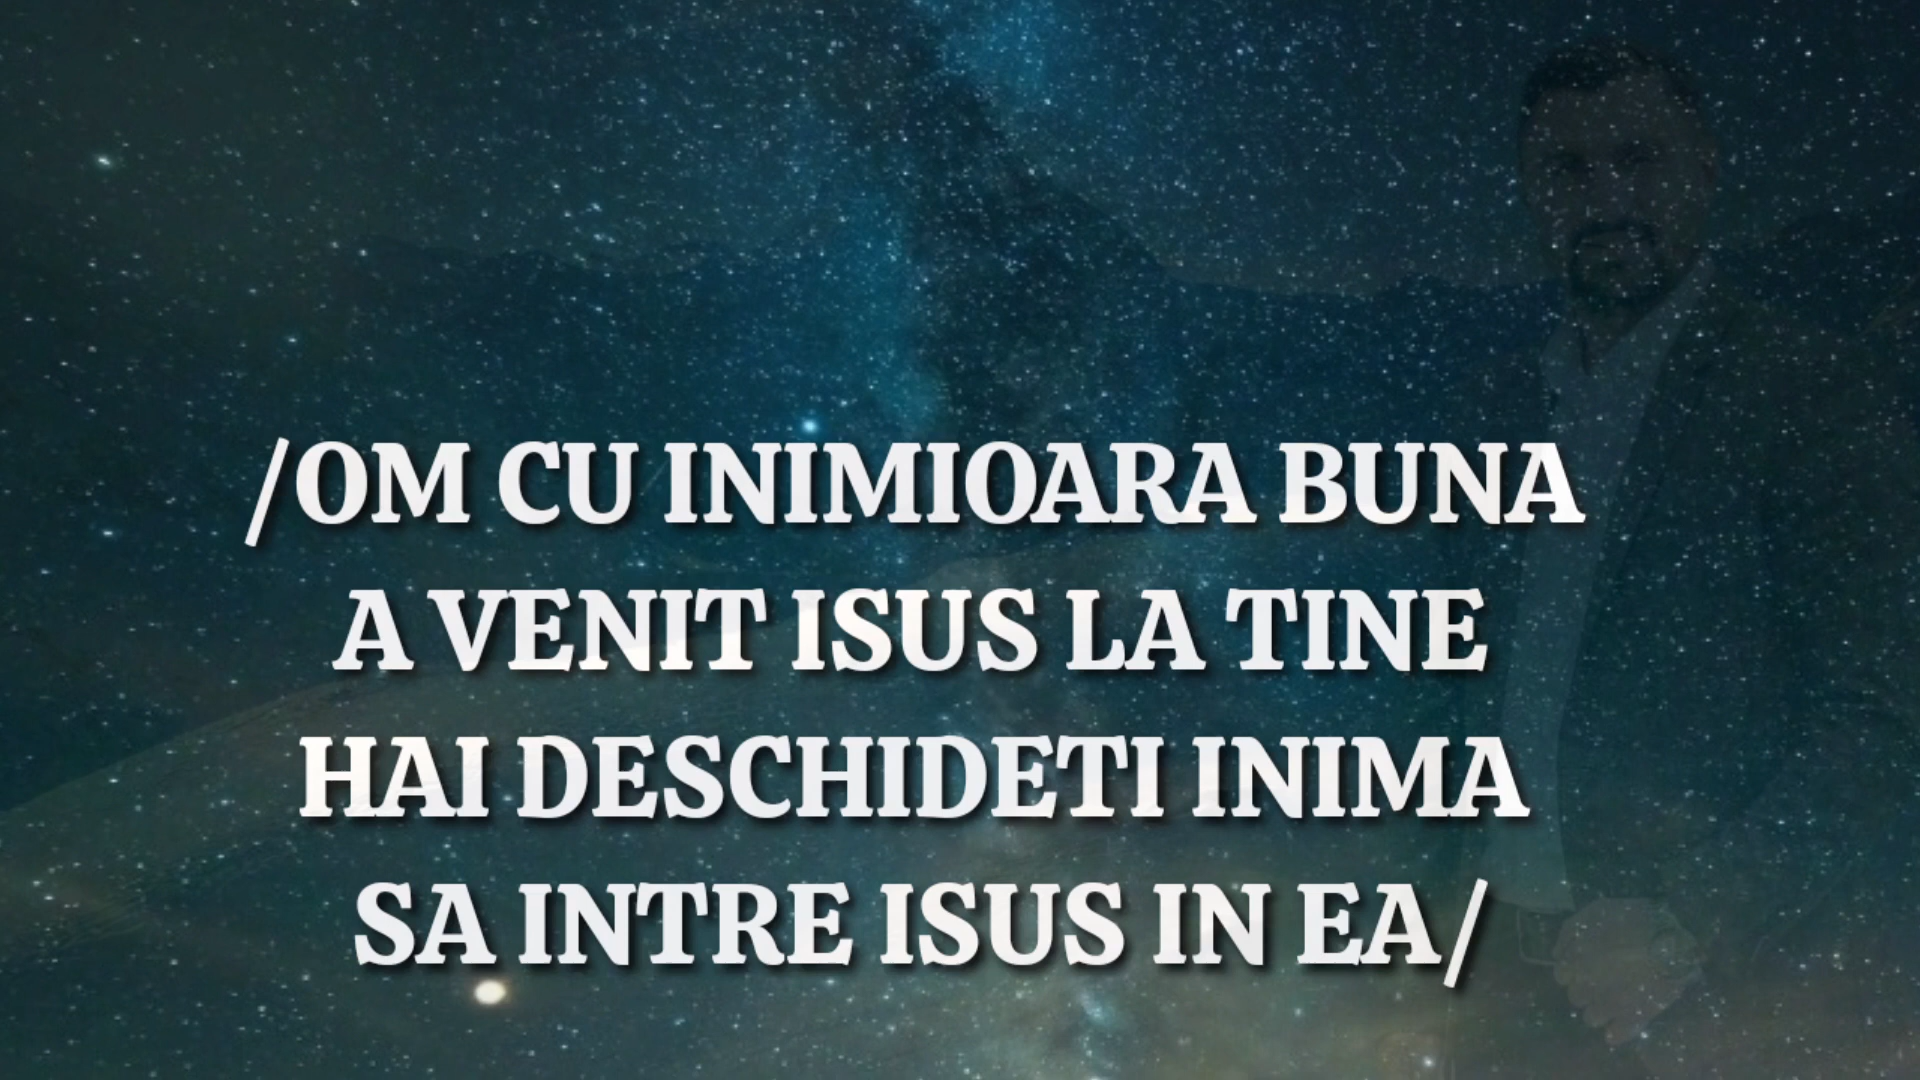 /OM CU INIMIOARA BUNA
A VENIT ISUS LA TINE
HAI DESCHIDETI INIMA
SA INTRE ISUS IN EA/